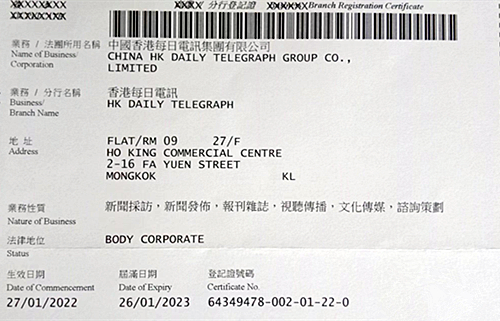 分行登記證 Branch Registration Certificate
業務 / 法團所用名稱 中國香港每日電訊集團有限公司
Name of Business/ CHINA HK DAILY TELEGRAPH GROUP CO.,
Corporation LIMITED
業務 / 分行名稱 香港每日電訊
Business/ HK DAILY TELEGRAPH
Branch Name
地址 FLAT/RM 09 27/F
Address HO KING COMMERCIAL CENTRE
2-16 FA YUEN STREET
MONGKOK KL
業務性質 新聞採訪，新聞發佈，報刊雜誌，視聽傳播，文化傳媒，諮詢策劃
Nature of Business
法律地位 BODY CORPORATE
Status
生效日期 屆滿日期 登記證號碼
Date of Commencement Date of Expiry Certificate No.
27/01/2022 26/01/2023 64349478-002-01-22-0